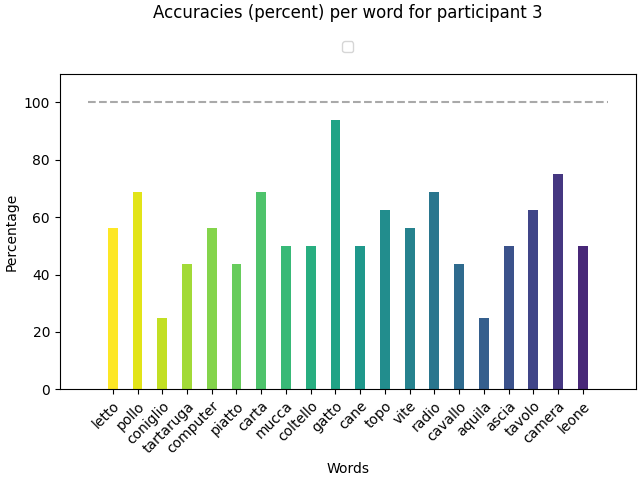 Accuracies (percent) per word for participant 3
100
80
60
40
20
0
Percentage
letto
pollo
coniglio
tartaruga
computer
piatto
carta
mucca
coltello
gatto
cane
topo
vite
radio
cavallo
aquila
ascia
tavolo
camera
leone
Words